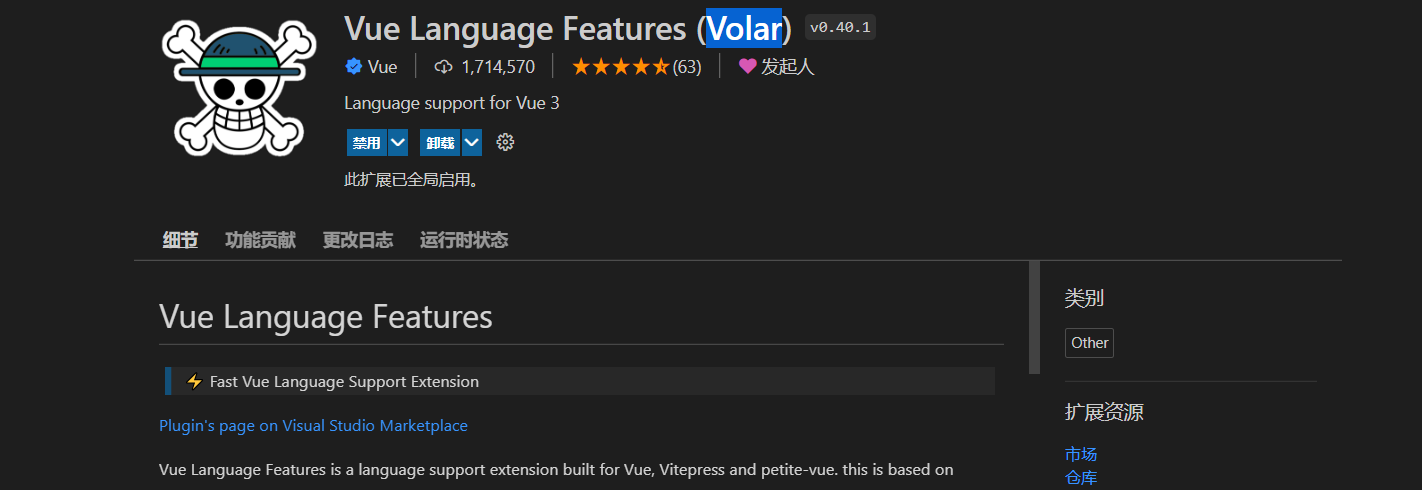 Vue Language Features (Volar) v0.40.1
Vue 1,714,570 (63) 发起人
Language support for Vue 3
禁用 卸载
此扩展已全局启用。
细节 功能贡献 更改日志 运行时状态
Vue Language Features
⚡ Fast Vue Language Support Extension
Plugin's page on Visual Studio Marketplace
Vue Language Features is a language support extension built for Vue, Vitepress and petite-vue. this is based on
类别
Other
扩展资源
市场
仓库